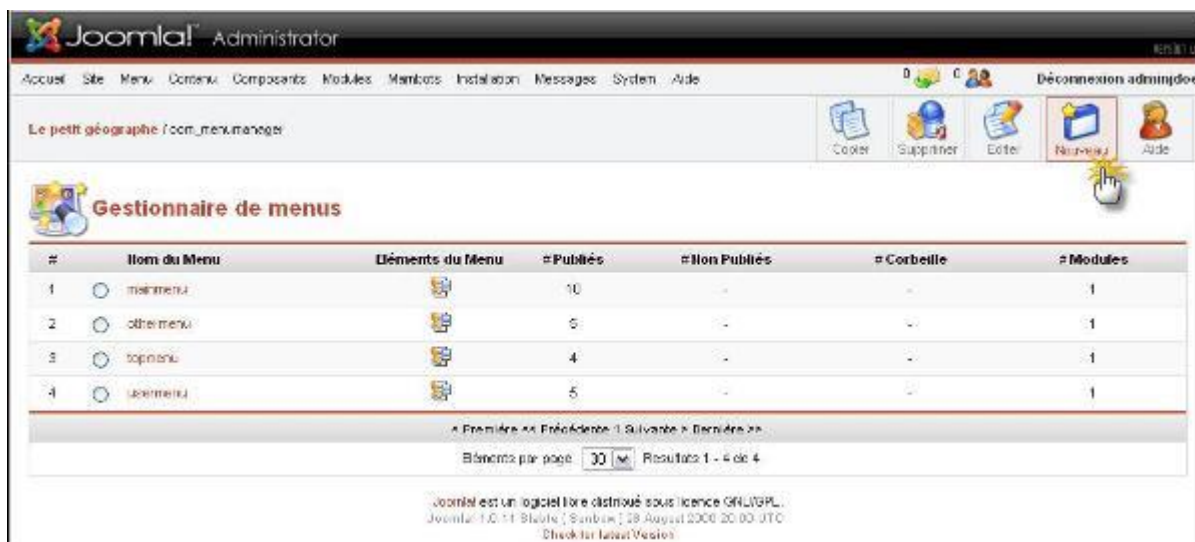 Joomla! Administrator
Accueil Site Menu Contenu Composants Modules Mambots Installation Messages System Aide 0 0 Déconnexion adminjdoe
Le petit géographe / com_menumanager
Copier Supprimer Editer Nouveau Aide
Gestionnaire de menus
# Nom du Menu Eléments du Menu # Publiés # Non Publiés # Corbeille # Modules
1 mainmenu 10 - - 1
2 othermenu - - 1
3 topmenu 4 - - 1
4 usermenu 5 - - 1
< Première << Précédente 1 Suivante > Dernière >>
Eléments par page 30 Resultats 1 - 4 de 4
Joomla! est un logiciel libre distribué sous licence GNU/GPL.
Joomla! 1.0.11 Stable [ Sunbow ] 28 August 2006 20:00 UTC
Check for latest Version